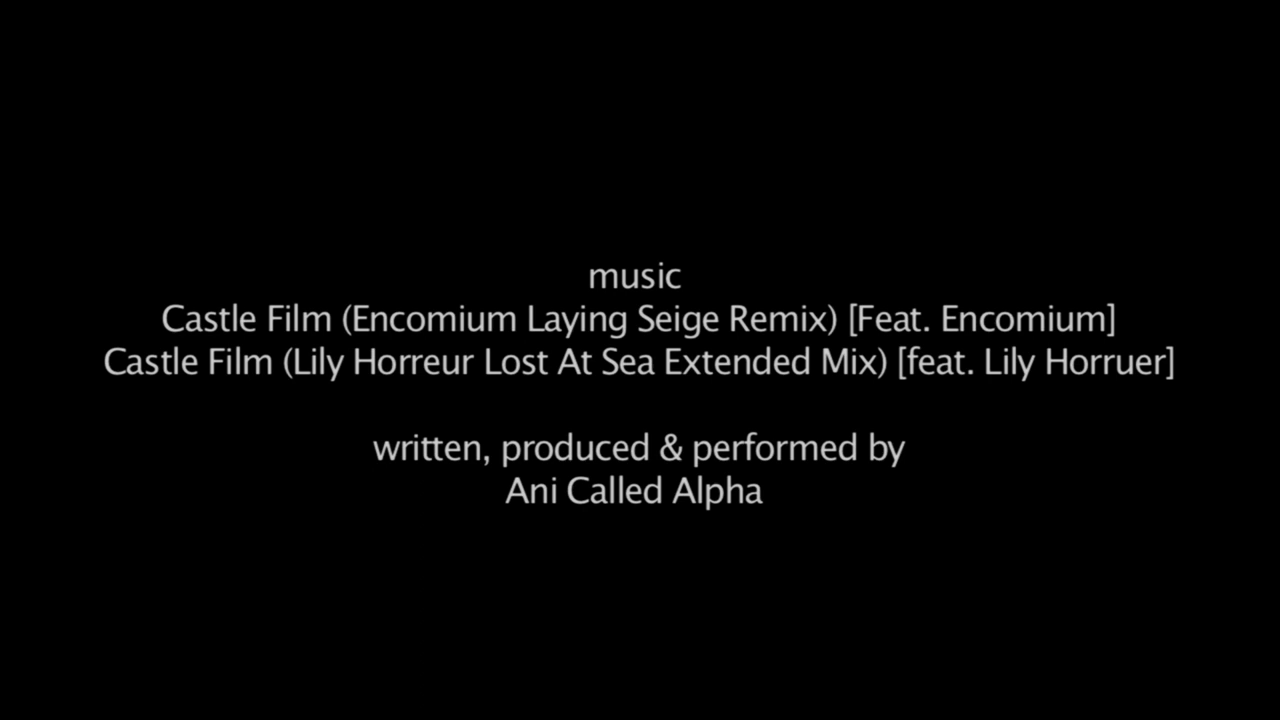 music
Castle Film (Encomium Laying Seige Remix) [Feat. Encomium]
Castle Film (Lily Horreur Lost At Sea Extended Mix) [feat. Lily Horruer]
written, produced & performed by
Ani Called Alpha